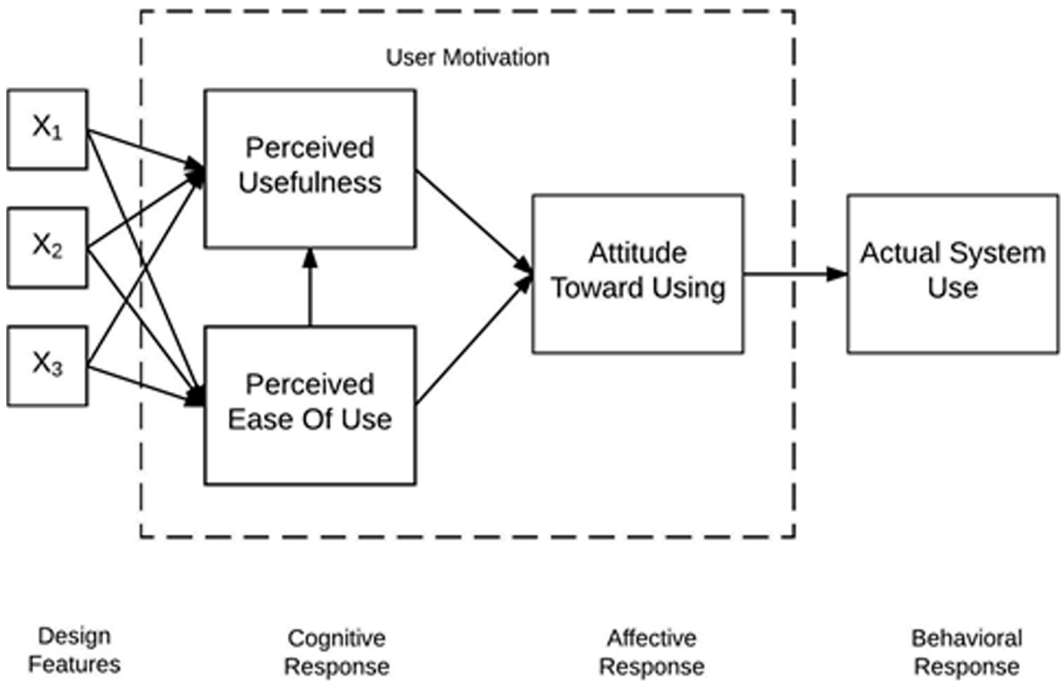 User Motivation
X₁
X₂
X₃
Perceived
Usefulness
Perceived
Ease Of Use
Attitude
Toward Using
Actual System
Use
Design
Features
Cognitive
Response
Affective
Response
Behavioral
Response